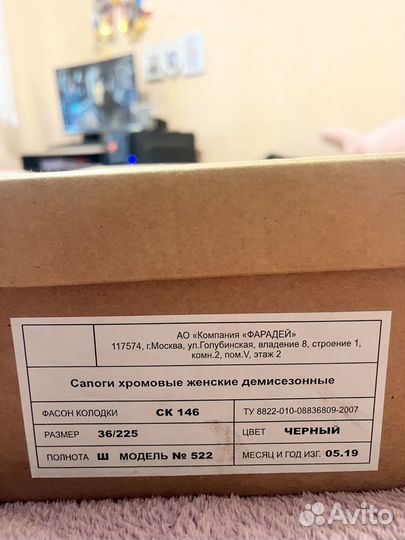 АО «Компания «ФАРАДЕЙ»
117574, г.Москва, ул.Голубинская, владение 8, строение 1,
комн.2, пом.V, этаж 2
Сапоги хромовые женские демисезонные
ФАСОН КОЛОДКИ СК 146 ТУ 8822-010-08836809-2007
РАЗМЕР 36/225 ЦВЕТ ЧЕРНЫЙ
ПОЛНОТА Ш МОДЕЛЬ № 522 МЕСЯЦ И ГОД ИЗГ. 05.19
Avito